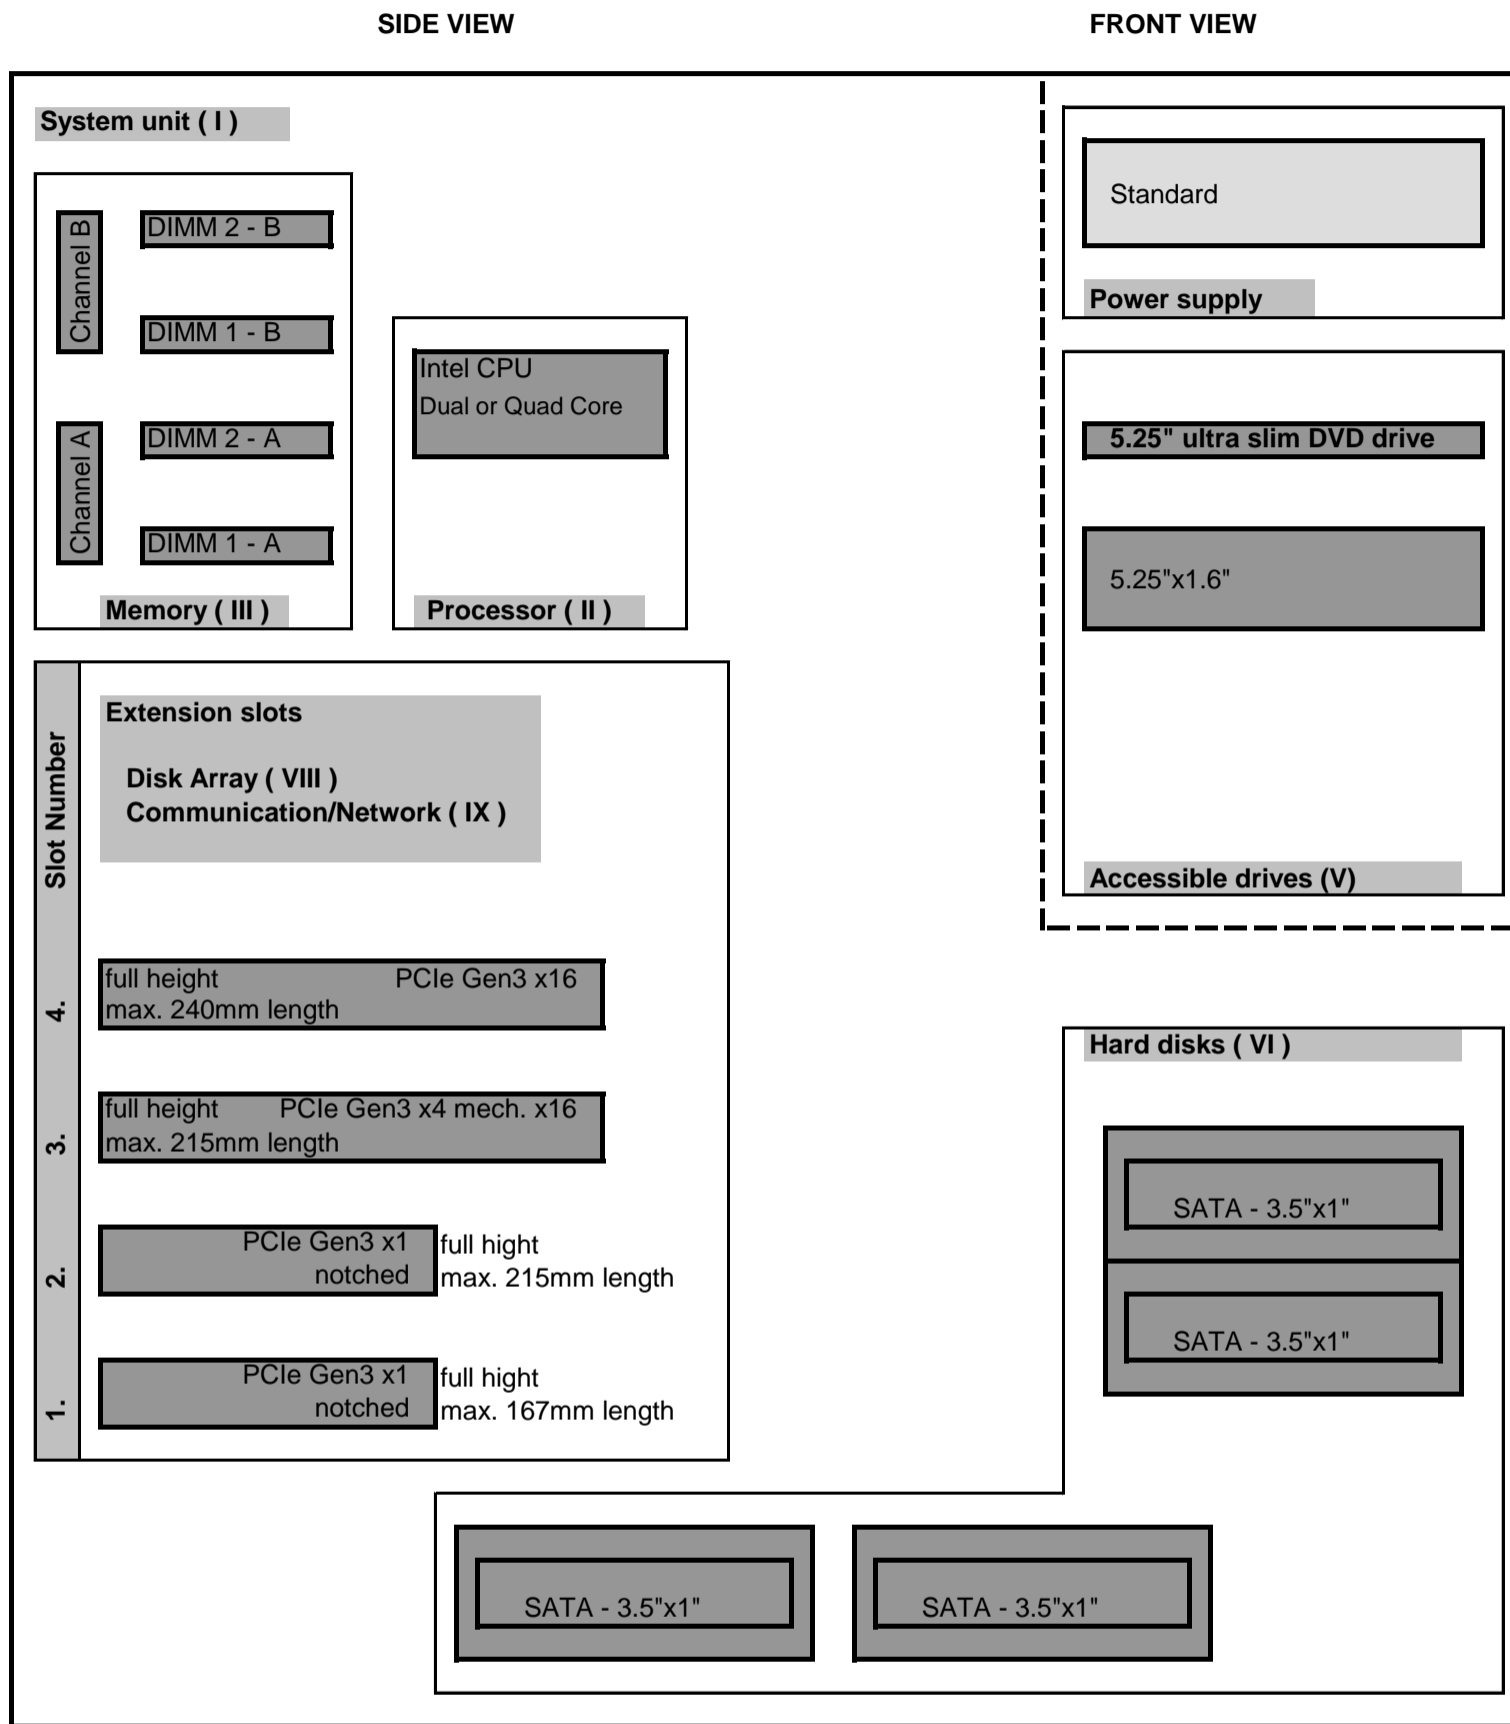 SIDE VIEW
FRONT VIEW
System unit ( I )
Channel B
DIMM 2 - B
DIMM 1 - B
Channel A
DIMM 2 - A
DIMM 1 - A
Memory ( III )
Intel CPU
Dual or Quad Core
Processor ( II )
Standard
Power supply
5.25" ultra slim DVD drive
5.25"x1.6"
Accessible drives (V)
Slot Number
Extension slots
Disk Array ( VIII )
Communication/Network ( IX )
4.
full height PCIe Gen3 x16
max. 240mm length
3.
full height PCIe Gen3 x4 mech. x16
max. 215mm length
2.
PCIe Gen3 x1
notched
full hight
max. 215mm length
1.
PCIe Gen3 x1
notched
full hight
max. 167mm length
Hard disks ( VI )
SATA - 3.5"x1"
SATA - 3.5"x1"
SATA - 3.5"x1"
SATA - 3.5"x1"